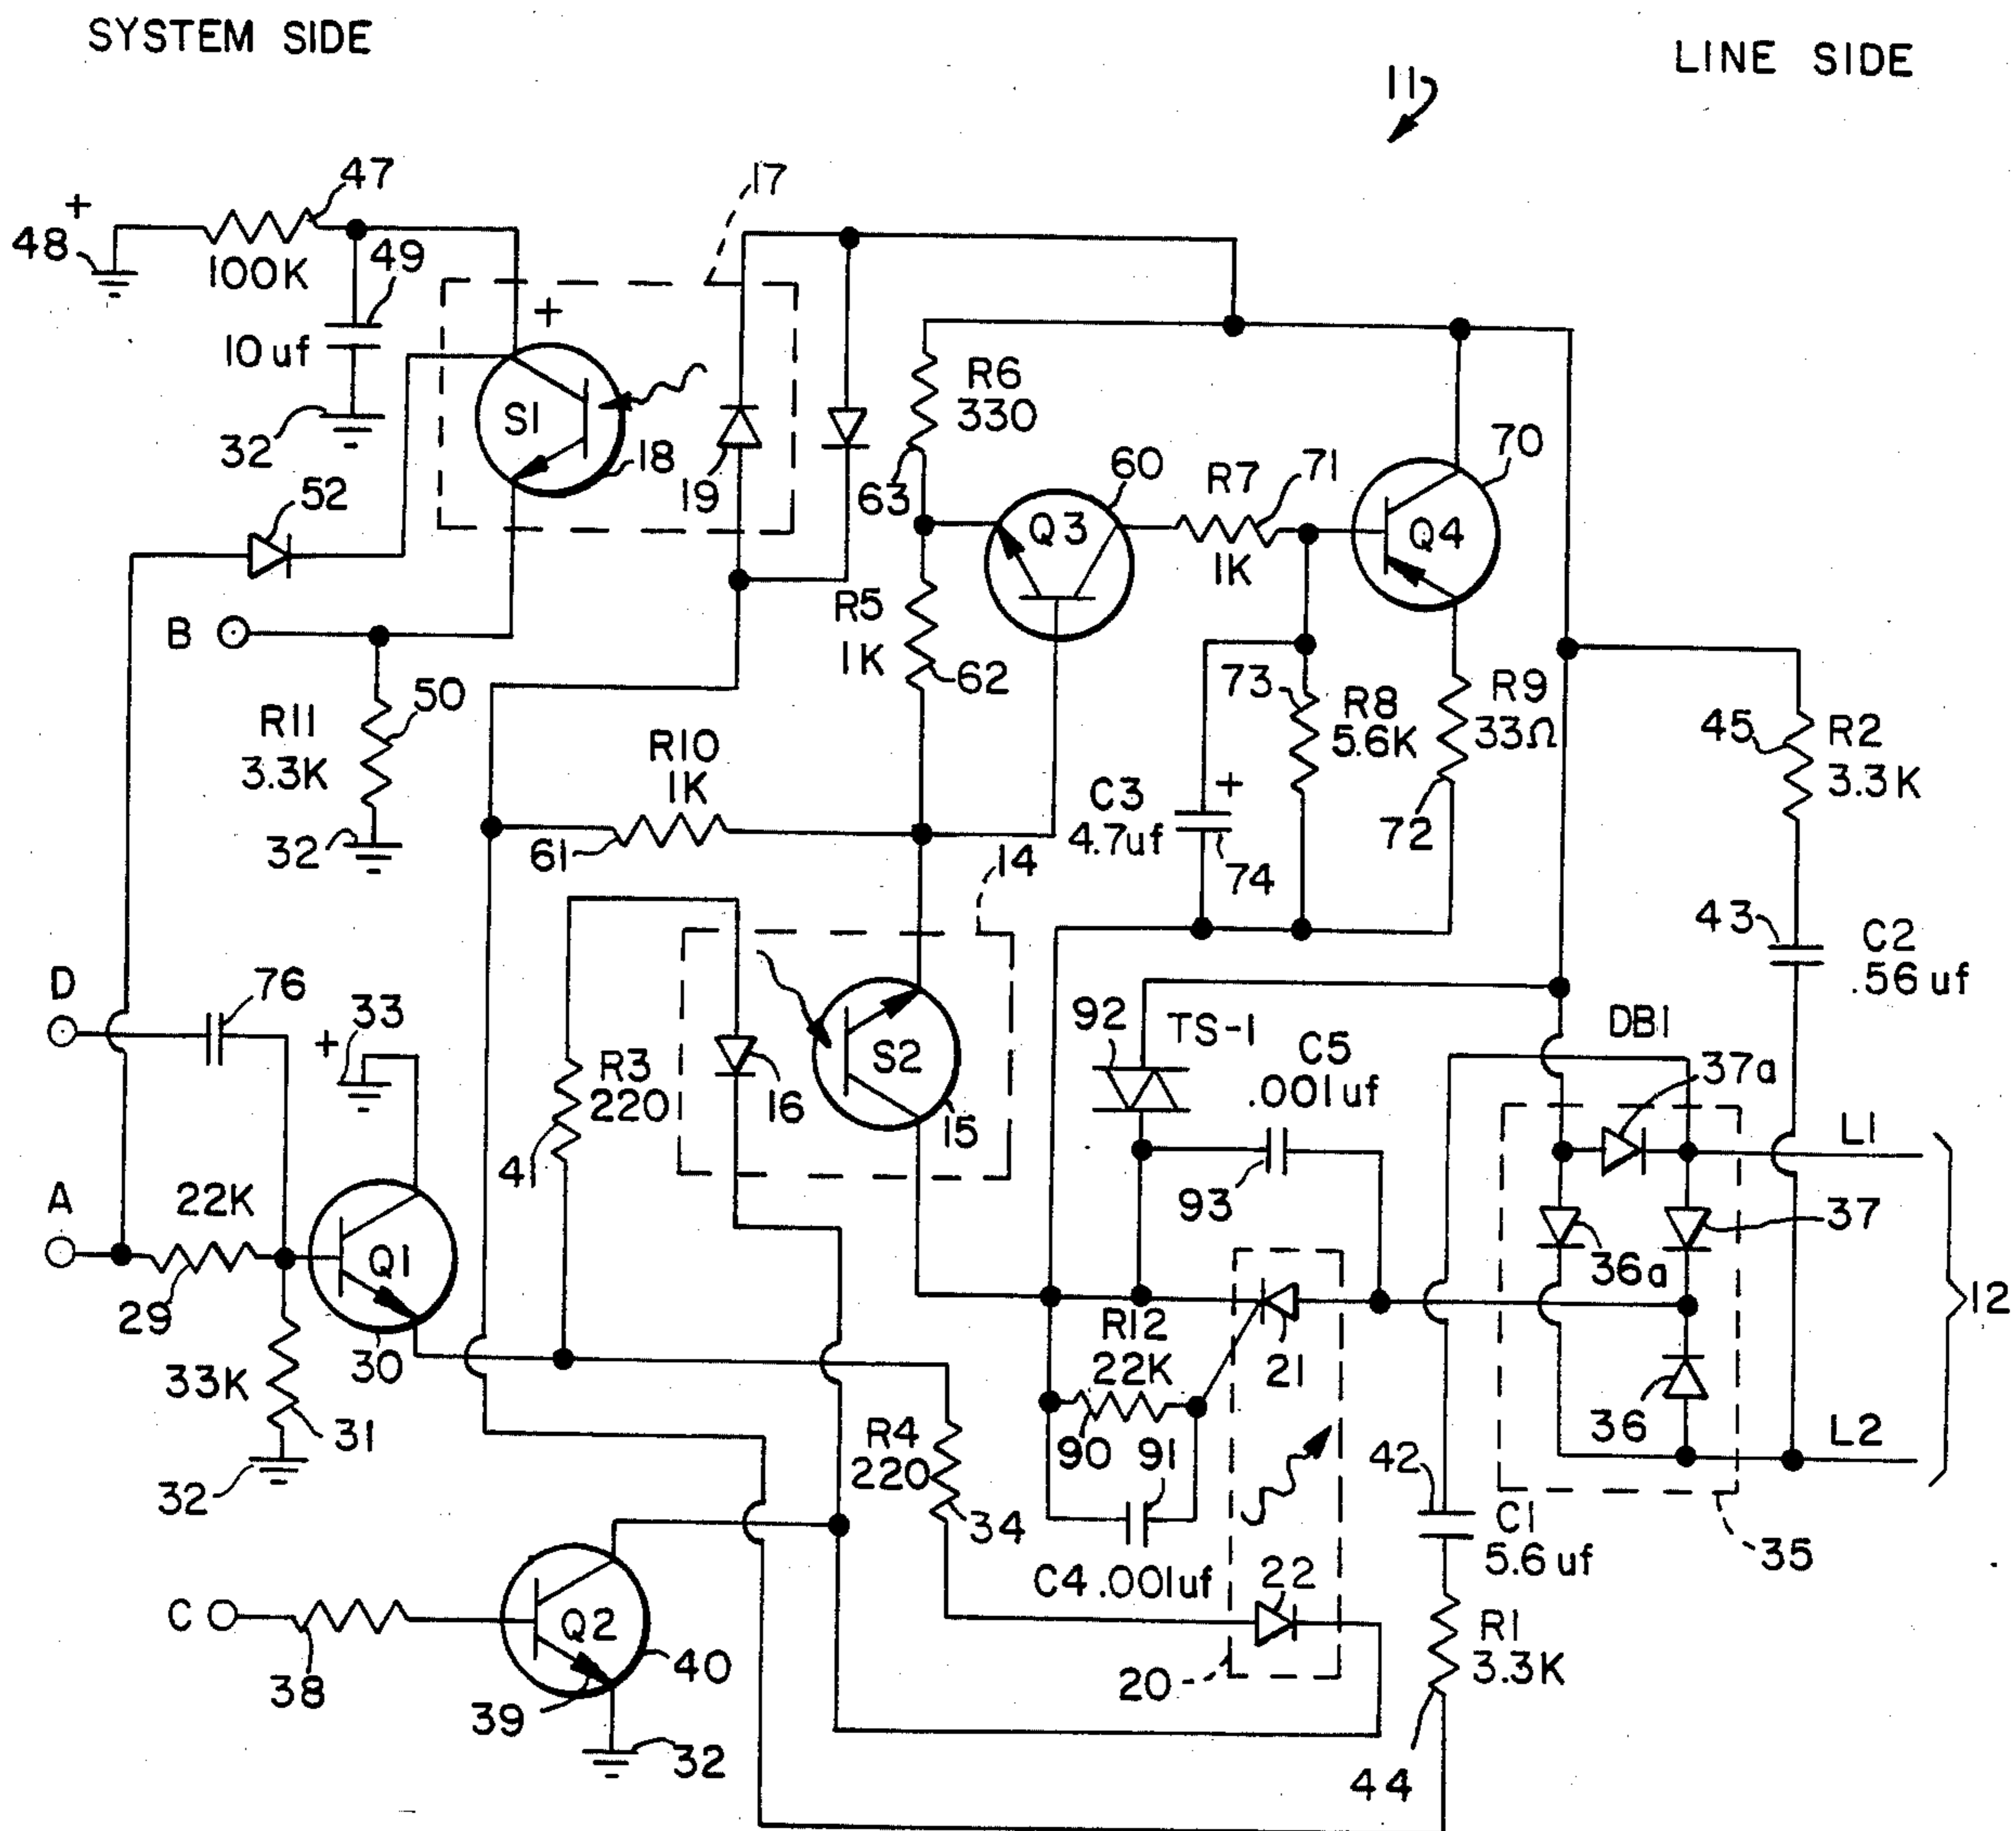 SYSTEM SIDE
LINE SIDE
11
47
17
+
48
100K
49
+
10 uf
S1
R6
330
32
18
19
63
60
R7
71
70
52
Q3
1K
Q4
B
R5
1K
62
73
R8
5.6K
R9
33Ω
45
R2
3.3K
50
R11
3.3K
R10
1K
C3
+
4.7uf
72
32
61
14
74
43
C2
.56 uf
D
76
33
+
92
TS-1
DB1
R3
220
S2
C5
.001uf
37a
16
15
41
L1
A
22K
93
37
Q1
36a
12
29
30
R12
22K
21
33K
31
R4
220
90
91
42
36
L2
32
34
C1
5.6 uf
35
C4 .001uf
22
C
Q2
R1
3.3K
38
40
20
39
32
44